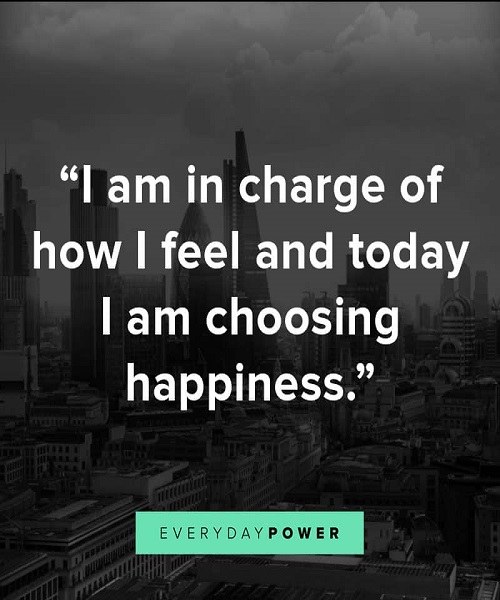 “I am in charge of
how I feel and today
I am choosing
happiness.”
EVERYDAYPOWER